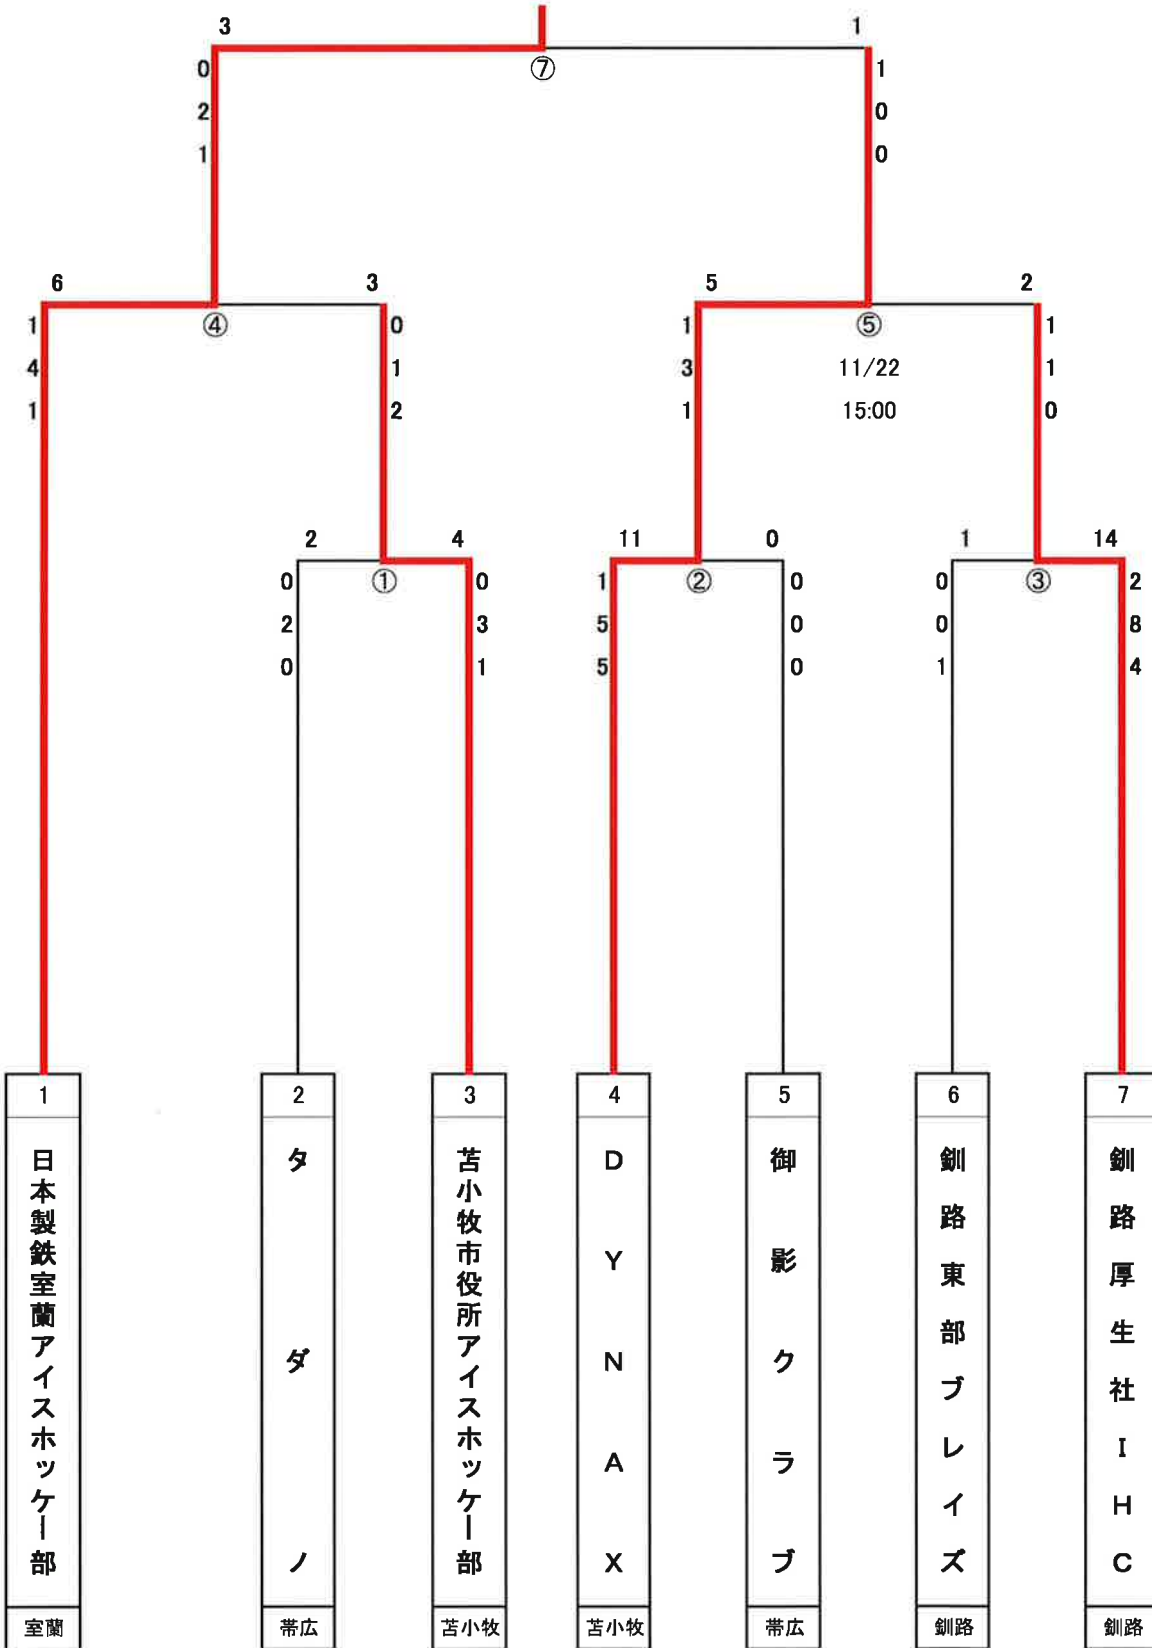 3 1
⑦
0 1
2 0
1 0
6 3 5 2
④ ⑤
1 0 1 1
4 1 3 11/22 1
1 2 1 15:00 0
2 4 11 0 1 14
① ② ③
0 0 1 0 0 2
2 3 5 0 0 8
0 1 5 0 1 4
1 2 3 4 5 6 7
日本製鉄室蘭アイスホッケー部
タダノ
苫小牧市役所アイスホッケー部
DYNAX
御影クラブ
釧路東部ブレイズ
釧路厚生社IHC
室蘭 帯広 苫小牧 苫小牧 帯広 釧路 釧路